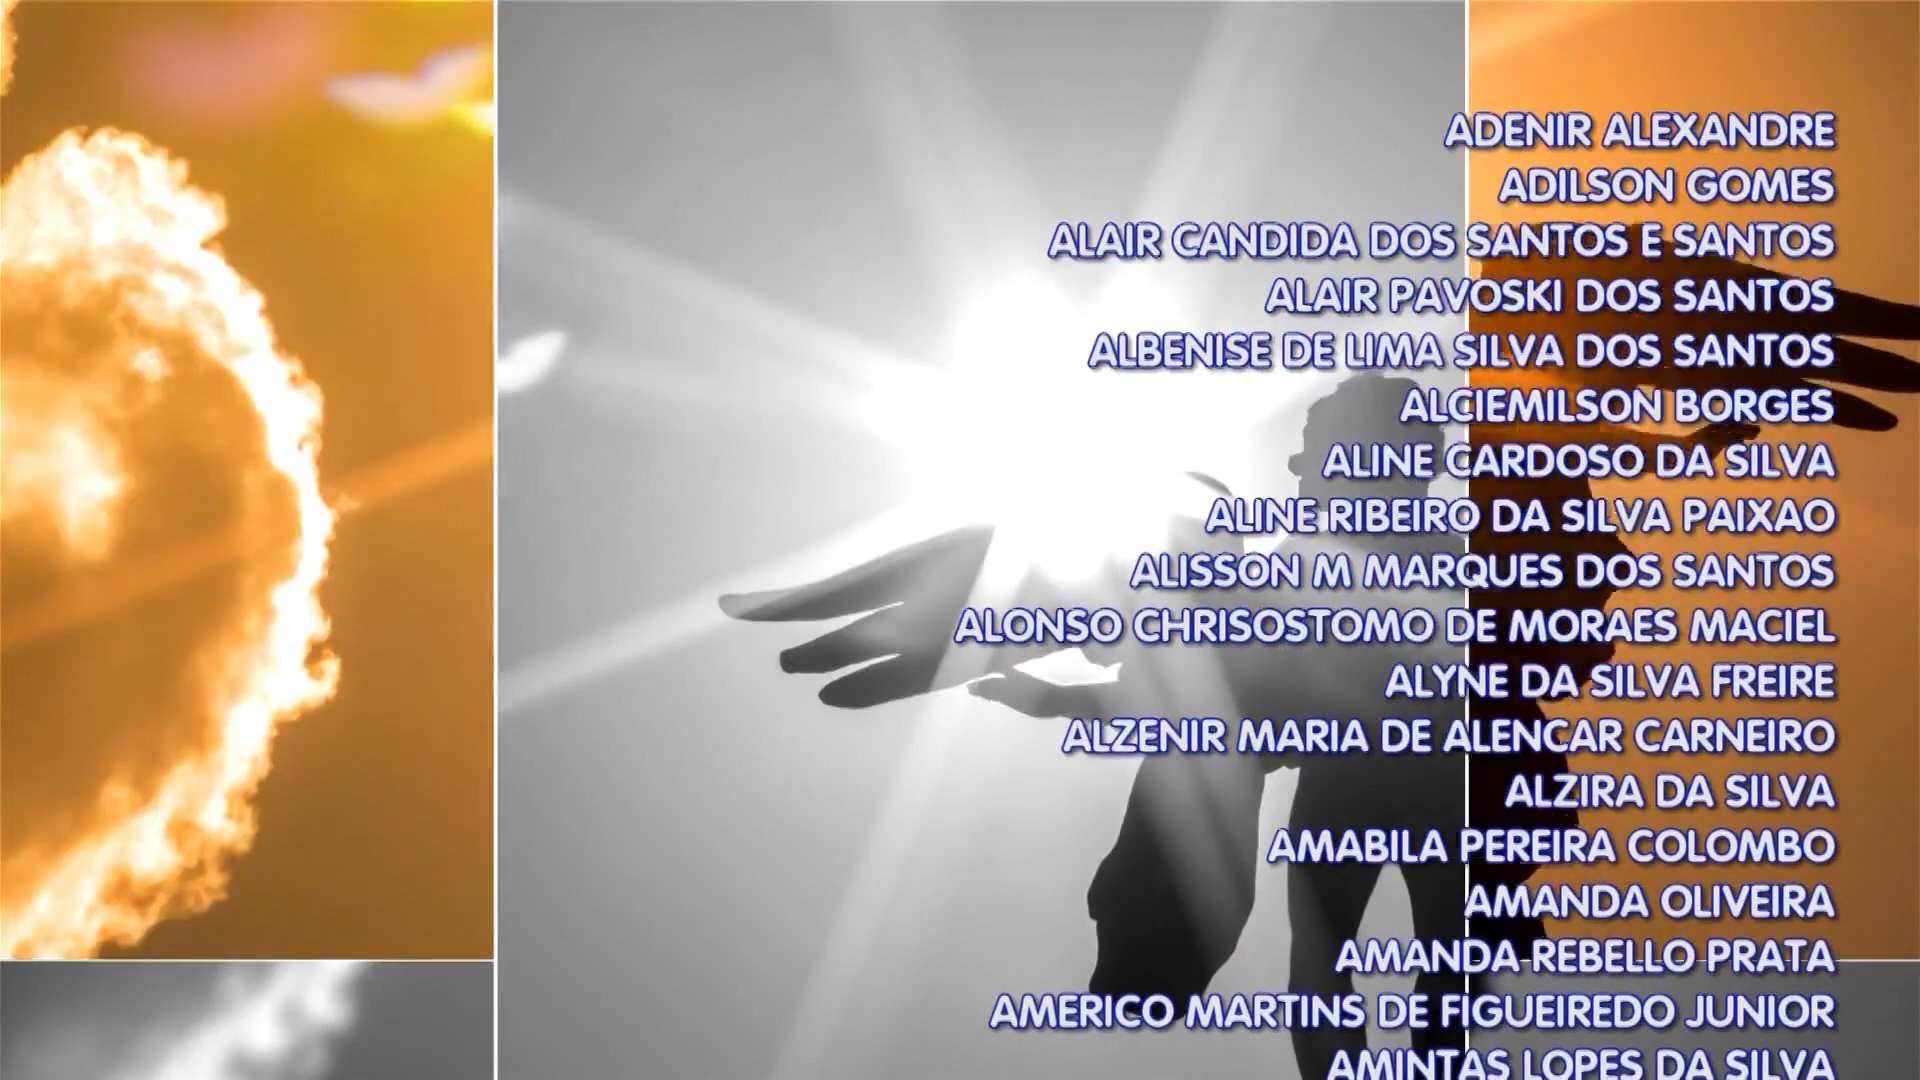 ADENIR ALEXANDRE
ADILSON GOMES
ALAIR CANDIDA DOS SANTOS E SANTOS
ALAIR PAVOSKI DOS SANTOS
ALBENISE DE LIMA SILVA DOS SANTOS
ALCIEMILSON BORGES
ALINE CARDOSO DA SILVA
ALINE RIBEIRO DA SILVA PAIXAO
ALISSON M MARQUES DOS SANTOS
ALONSO CHRISOSTOMO DE MORAES MACIEL
ALYNE DA SILVA FREIRE
ALZENIR MARIA DE ALENCAR CARNEIRO
ALZIRA DA SILVA
AMABILA PEREIRA COLOMBO
AMANDA OLIVEIRA
AMANDA REBELLO PRATA
AMERICO MARTINS DE FIGUEIREDO JUNIOR
AMINTAS LOPES DA SILVA